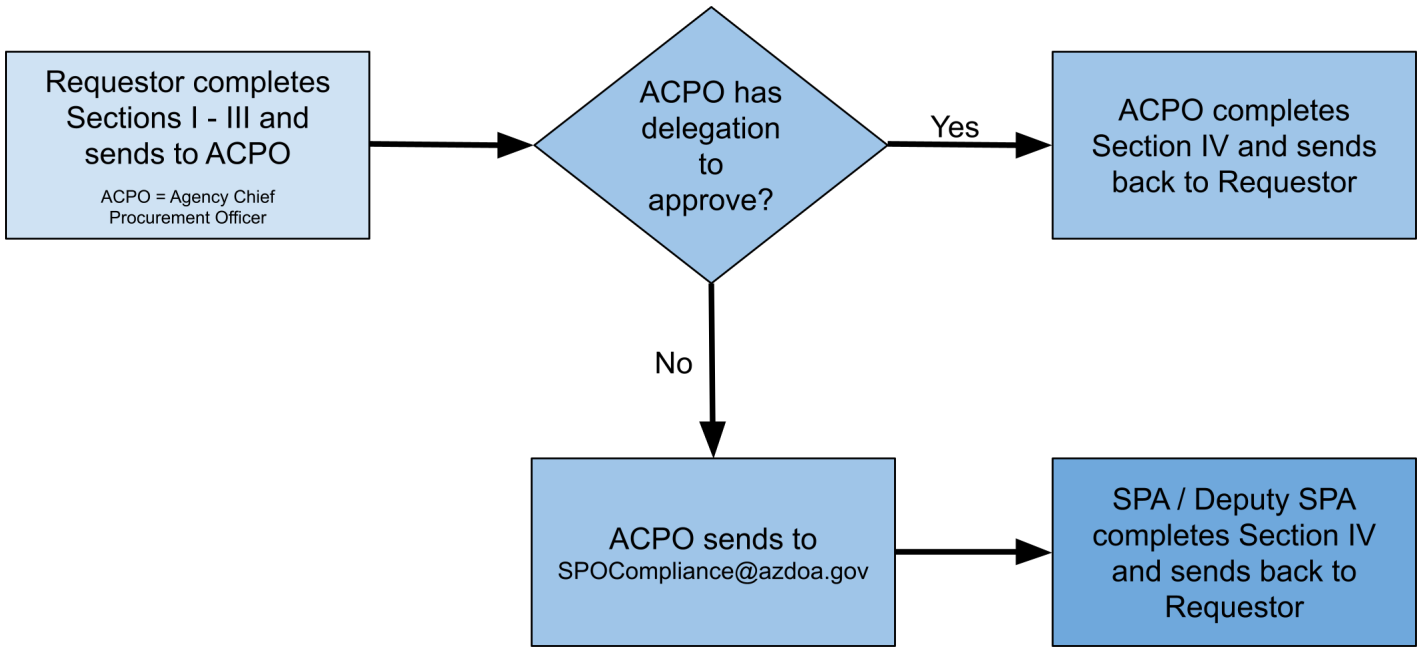 Requestor completes
Sections I - III and
sends to ACPO
ACPO = Agency Chief
Procurement Officer
ACPO has
delegation
to
approve?
Yes
ACPO completes
Section IV and sends
back to Requestor
No
ACPO sends to
SPOCompliance@azdoa.gov
SPA / Deputy SPA
completes Section IV
and sends back to
Requestor